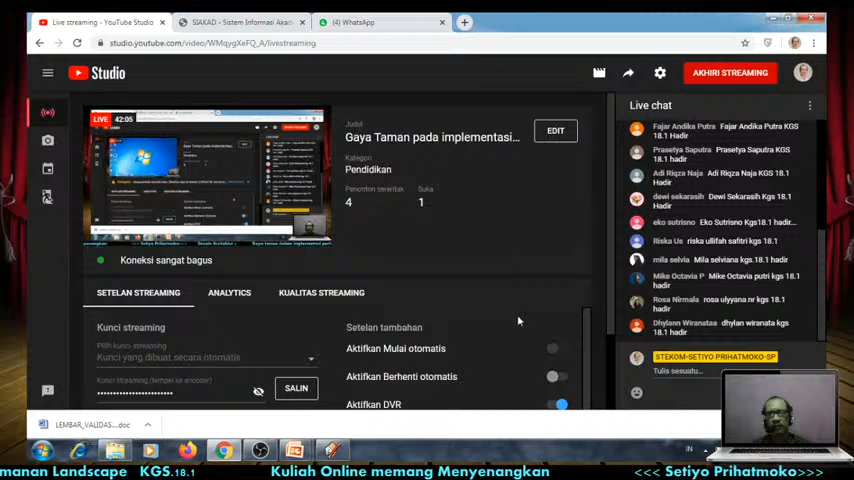 Live streaming - YouTube Studio
SIAKAD - Sistem Informasi Akad
(4) WhatsApp
studio.youtube.com/video/WMqygXeFQ_A/livestreaming
Studio
AKHIRI STREAMING
LIVE 42:05
Judul
Gaya Taman pada implementasi...
EDIT
Kategori
Pendidikan
Penonton serentak
Suka
4
1
Koneksi sangat bagus
SETELAN STREAMING
ANALYTICS
KUALITAS STREAMING
Kunci streaming
Pilih kunci streaming
Kunci yang dibuat secara otomatis
Kunci streaming (tempel ke encoder)
SALIN
Setelan tambahan
Aktifkan Mulai otomatis
Aktifkan Berhenti otomatis
Aktifkan DVR
Live chat
Fajar Andika Putra Fajar Andika Putra KGS
18.1 Hadir
Prasetya Saputra Prasetya Saputra KGS
18.1 hadir
Adi Riqza Naja Adi Riqza Naja KGS 18.1
Hadir
dewi sekarasih Dewi Sekarasih KGS
18.1 Hadir
eko sutrisno Eko Sutrisno Kgs18.1 hadir...
Riska Us riska ullifah safitri kgs 18.1
mila selvia Mila selviana kgs18.1 hadir
Mike Octavia P Mike Octavia putri kgs 18.1
hadir
Rosa Nirmala rosa ulyyana nr kgs 18.1
hadir
Dhylann Wiranataa dhylan wiranata kgs
18.1 hadir
STEKOM-SETIYO PRIHATMOKO-SP
Tulis sesuatu...
LEMBAR_VALIDAS....doc
IN
manan Landscape KGS.18.1 Kuliah Online memang Menyenangkan <<< Setiyo Prihatmoko>>>